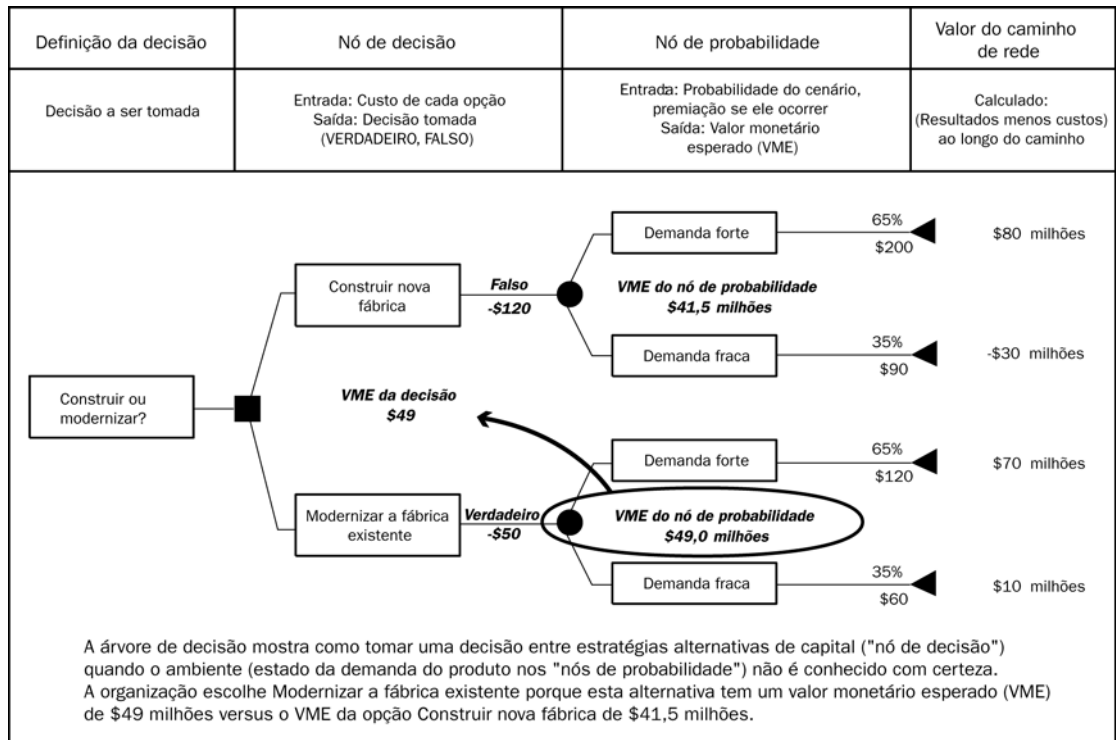 Definição da decisão
Nó de decisão
Nó de probabilidade
Valor do caminho
de rede
Decisão a ser tomada
Entrada: Custo de cada opção
Saída: Decisão tomada
(VERDADEIRO, FALSO)
Entrada: Probabilidade do cenário,
premiação se ele ocorrer
Saída: Valor monetário
esperado (VME)
Calculado:
(Resultados menos custos)
ao longo do caminho
Construir ou
modernizar?
Construir nova
fábrica
Falso
-$120
Demanda forte
65%
$200
$80 milhões
VME do nó de probabilidade
$41,5 milhões
Demanda fraca
35%
$90
-$30 milhões
VME da decisão
$49
Modernizar a fábrica
existente
Verdadeiro
-$50
Demanda forte
65%
$120
$70 milhões
VME do nó de probabilidade
$49,0 milhões
Demanda fraca
35%
$60
$10 milhões
A árvore de decisão mostra como tomar uma decisão entre estratégias alternativas de capital ("nó de decisão")
quando o ambiente (estado da demanda do produto nos "nós de probabilidade") não é conhecido com certeza.
A organização escolhe Modernizar a fábrica existente porque esta alternativa tem um valor monetário esperado (VME)
de $49 milhões versus o VME da opção Construir nova fábrica de $41,5 milhões.